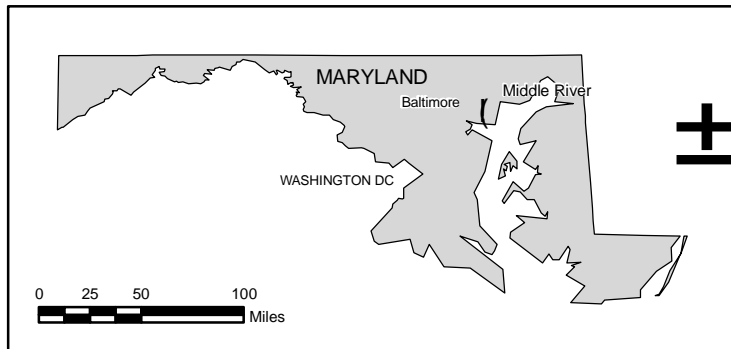 MARYLAND
Middle River
Baltimore
±
WASHINGTON DC
0 25 50 100
Miles